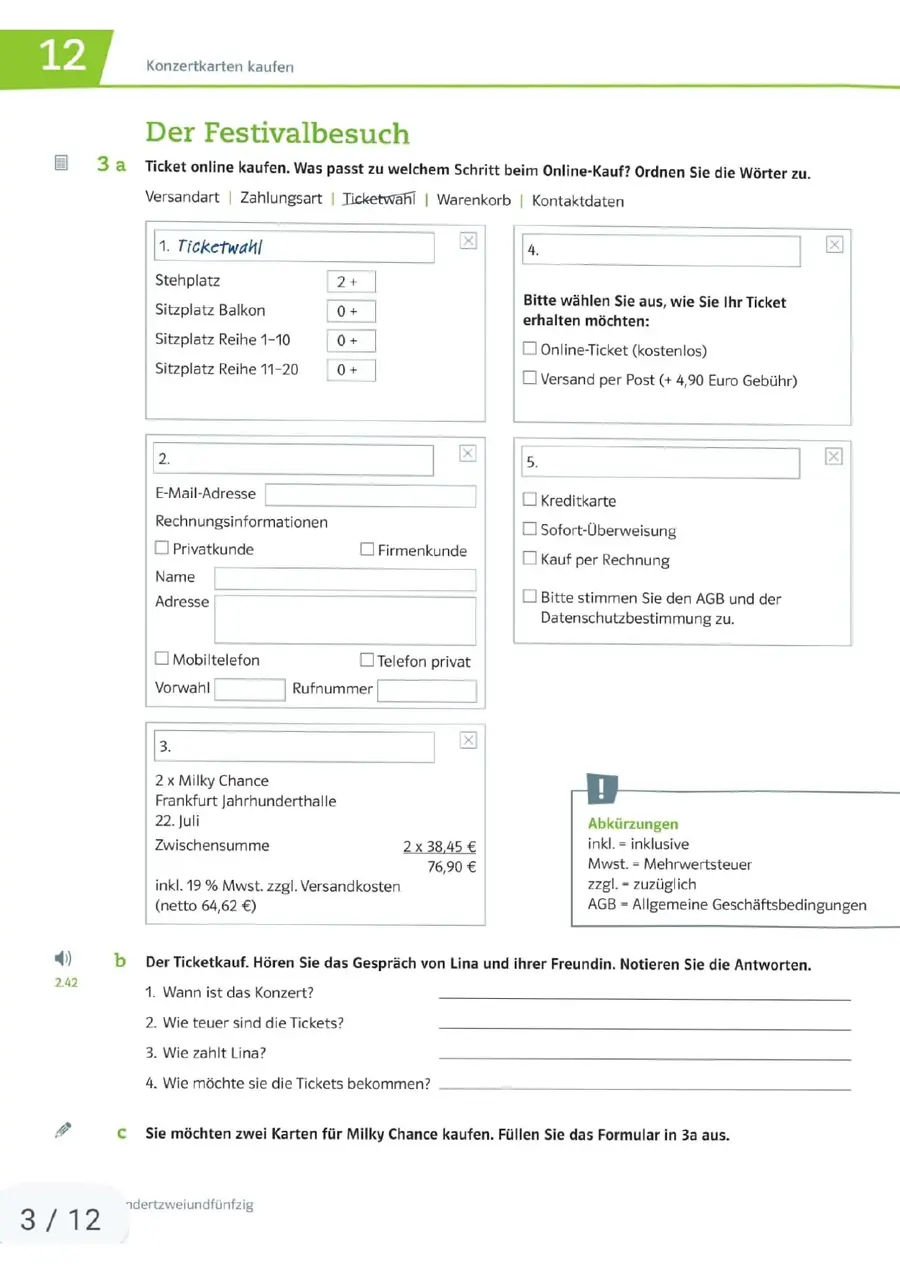 12
Konzertkarten kaufen
Der Festivalbesuch
3 a Ticket online kaufen. Was passt zu welchem Schritt beim Online-Kauf? Ordnen Sie die Wörter zu.
Versandart | Zahlungsart | Ticketwahl | Warenkorb | Kontaktdaten
1. Ticketwahl
Stehplatz 2 +
Sitzplatz Balkon 0 +
Sitzplatz Reihe 1–10 0 +
Sitzplatz Reihe 11–20 0 +
2.
E-Mail-Adresse
Rechnungsinformationen
Privatkunde Firmenkunde
Name
Adresse
Mobiltelefon Telefon privat
Vorwahl Rufnummer
3.
2 x Milky Chance
Frankfurt Jahrhunderthalle
22. Juli
Zwischensumme 2 x 38,45 €
76,90 €
inkl. 19 % Mwst. zzgl. Versandkosten
(netto 64,62 €)
4.
Bitte wählen Sie aus, wie Sie Ihr Ticket
erhalten möchten:
Online-Ticket (kostenlos)
Versand per Post (+ 4,90 Euro Gebühr)
5.
Kreditkarte
Sofort-Überweisung
Kauf per Rechnung
Bitte stimmen Sie den AGB und der
Datenschutzbestimmung zu.
!
Abkürzungen
inkl. = inklusive
Mwst. = Mehrwertsteuer
zzgl. = zuzüglich
AGB = Allgemeine Geschäftsbedingungen
b Der Ticketkauf. Hören Sie das Gespräch von Lina und ihrer Freundin. Notieren Sie die Antworten.
2.42
1. Wann ist das Konzert?
2. Wie teuer sind die Tickets?
3. Wie zahlt Lina?
4. Wie möchte sie die Tickets bekommen?
c Sie möchten zwei Karten für Milky Chance kaufen. Füllen Sie das Formular in 3a aus.
ndertzweiundfünfzig
3 / 12